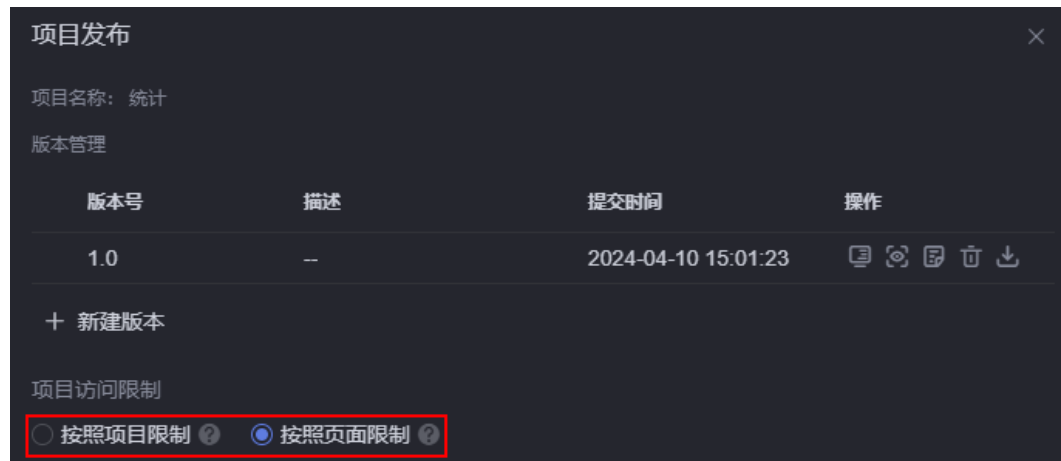 项目发布
项目名称： 统计
版本管理
版本号 描述 提交时间 操作
1.0 -- 2024-04-10 15:01:23
+ 新建版本
项目访问限制
按照项目限制 ? 按照页面限制 ?